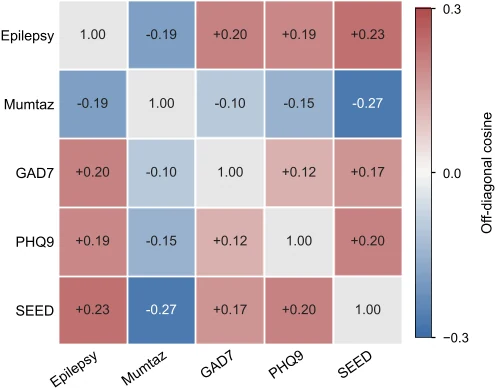 Epilepsy 1.00 -0.19 +0.20 +0.19 +0.23
Mumtaz -0.19 1.00 -0.10 -0.15 -0.27
GAD7 +0.20 -0.10 1.00 +0.12 +0.17
PHQ9 +0.19 -0.15 +0.12 1.00 +0.20
SEED +0.23 -0.27 +0.17 +0.20 1.00
Epilepsy Mumtaz GAD7 PHQ9 SEED
0.3
0.0
−0.3
Off-diagonal cosine